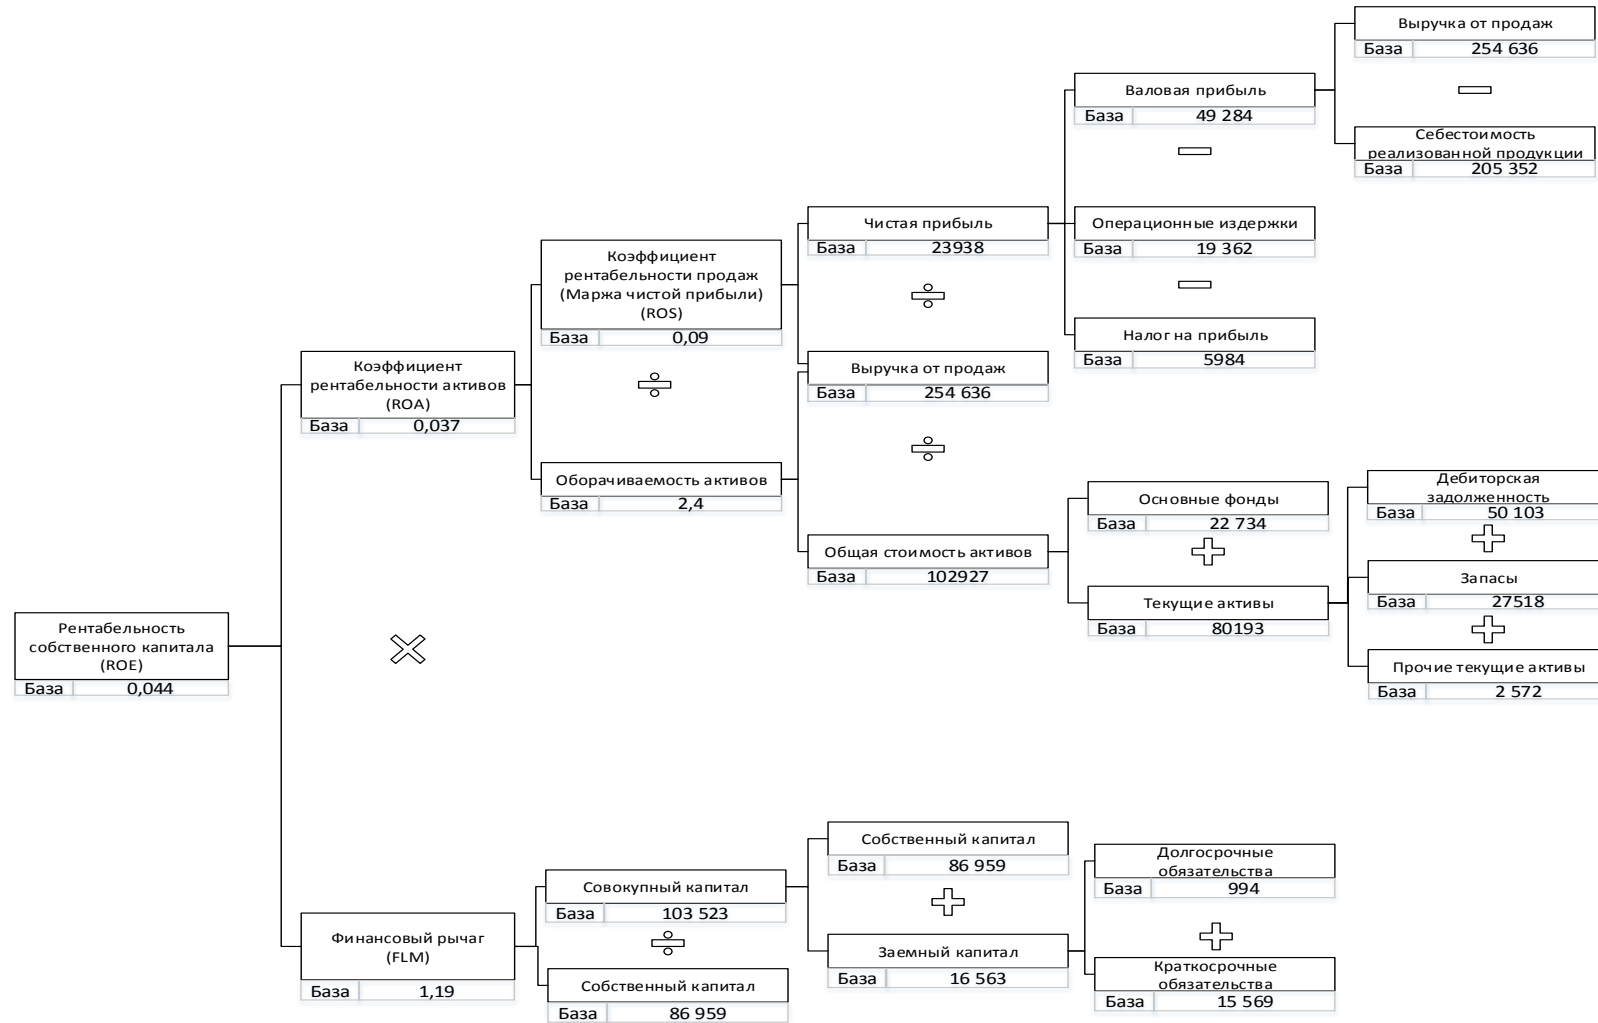 Выручка от продаж
База 254 636
Валовая прибыль
База 49 284
Себестоимость
реализованной продукции
База 205 352
Чистая прибыль
База 23938
Операционные издержки
База 19 362
Коэффициент
рентабельности продаж
(Маржа чистой прибыли)
(ROS)
База 0,09
Налог на прибыль
База 5984
Коэффициент
рентабельности активов
(ROA)
База 0,037
Выручка от продаж
База 254 636
Оборачиваемость активов
База 2,4
Основные фонды
База 22 734
Дебиторская
задолженность
База 50 103
Общая стоимость активов
База 102927
Запасы
База 27518
Текущие активы
База 80193
Прочие текущие активы
База 2 572
Рентабельность
собственного капитала
(ROE)
База 0,044
Собственный капитал
База 86 959
Долгосрочные
обязательства
База 994
Совокупный капитал
База 103 523
Финансовый рычаг
(FLM)
База 1,19
Заемный капитал
База 16 563
Краткосрочные
обязательства
База 15 569
Собственный капитал
База 86 959